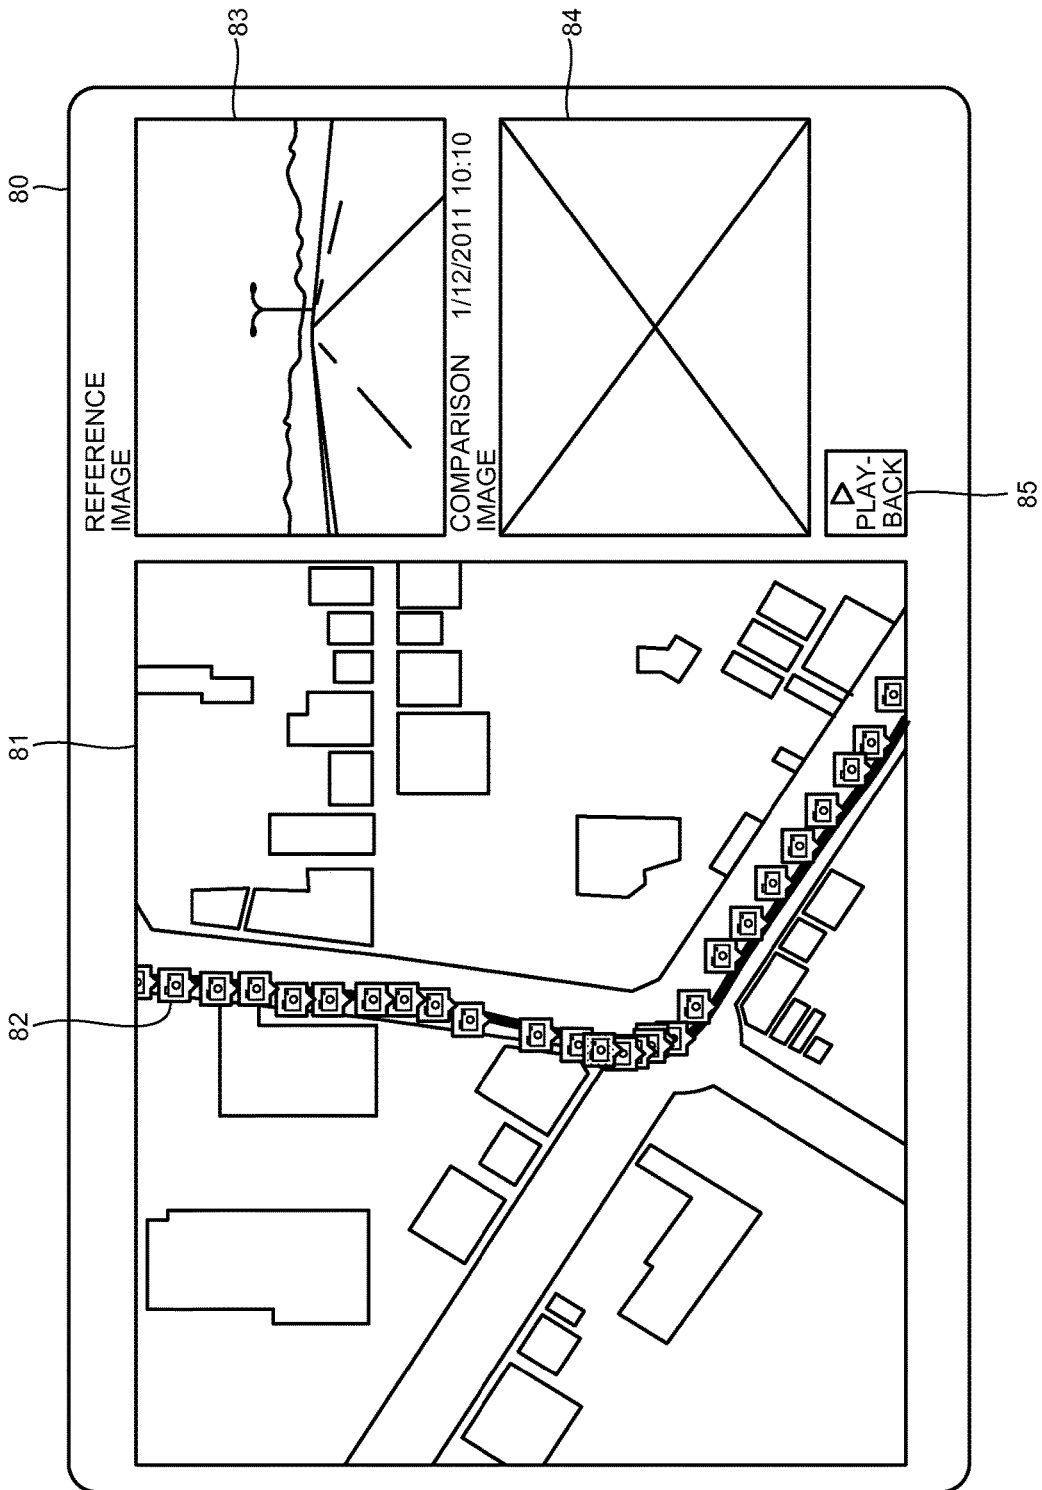 80
81
82
83
84
85
REFERENCE
IMAGE
COMPARISON 1/12/2011 10:10
IMAGE
PLAY-
BACK